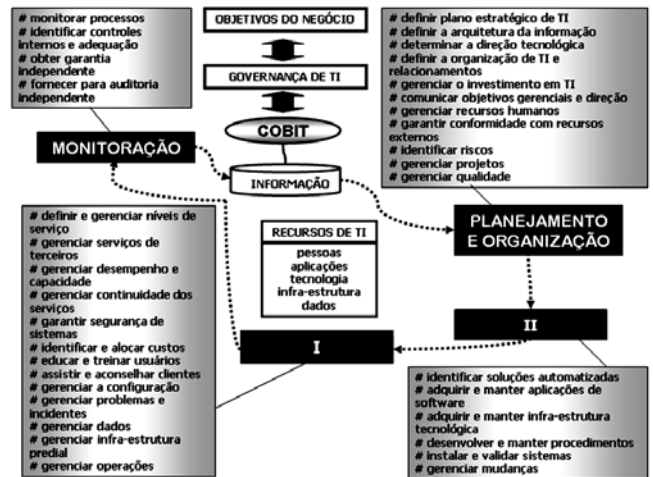 # monitorar processos
# identificar controles
internos e adequação
# obter garantia
independente
# fornecer para auditoria
independente
MONITORAÇÃO
OBJETIVOS DO NEGÓCIO
GOVERNANÇA DE TI
COBIT
INFORMAÇÃO
# definir plano estratégico de TI
# definir a arquitetura da informação
# determinar a direção tecnológica
# definir a organização de TI e
relacionamentos
# gerenciar o investimento em TI
# comunicar objetivos gerenciais e direção
# gerenciar recursos humanos
# garantir conformidade com recursos
externos
# identificar riscos
# gerenciar projetos
# gerenciar qualidade
PLANEJAMENTO
E ORGANIZAÇÃO
RECURSOS DE TI
pessoas
aplicações
tecnologia
infra-estrutura
dados
# definir e gerenciar níveis de
serviço
# gerenciar serviços de
terceiros
# gerenciar desempenho e
capacidade
# gerenciar continuidade dos
serviços
# garantir segurança de
sistemas
# identificar e alocar custos
# educar e treinar usuários
# assistir e aconselhar clientes
# gerenciar a configuração
# gerenciar problemas e
incidentes
# gerenciar dados
# gerenciar infra-estrutura
predial
# gerenciar operações
I
II
# identificar soluções automatizadas
# adquirir e manter aplicações de
software
# adquirir e manter infra-estrutura
tecnológica
# desenvolver e manter procedimentos
# instalar e validar sistemas
# gerenciar mudanças